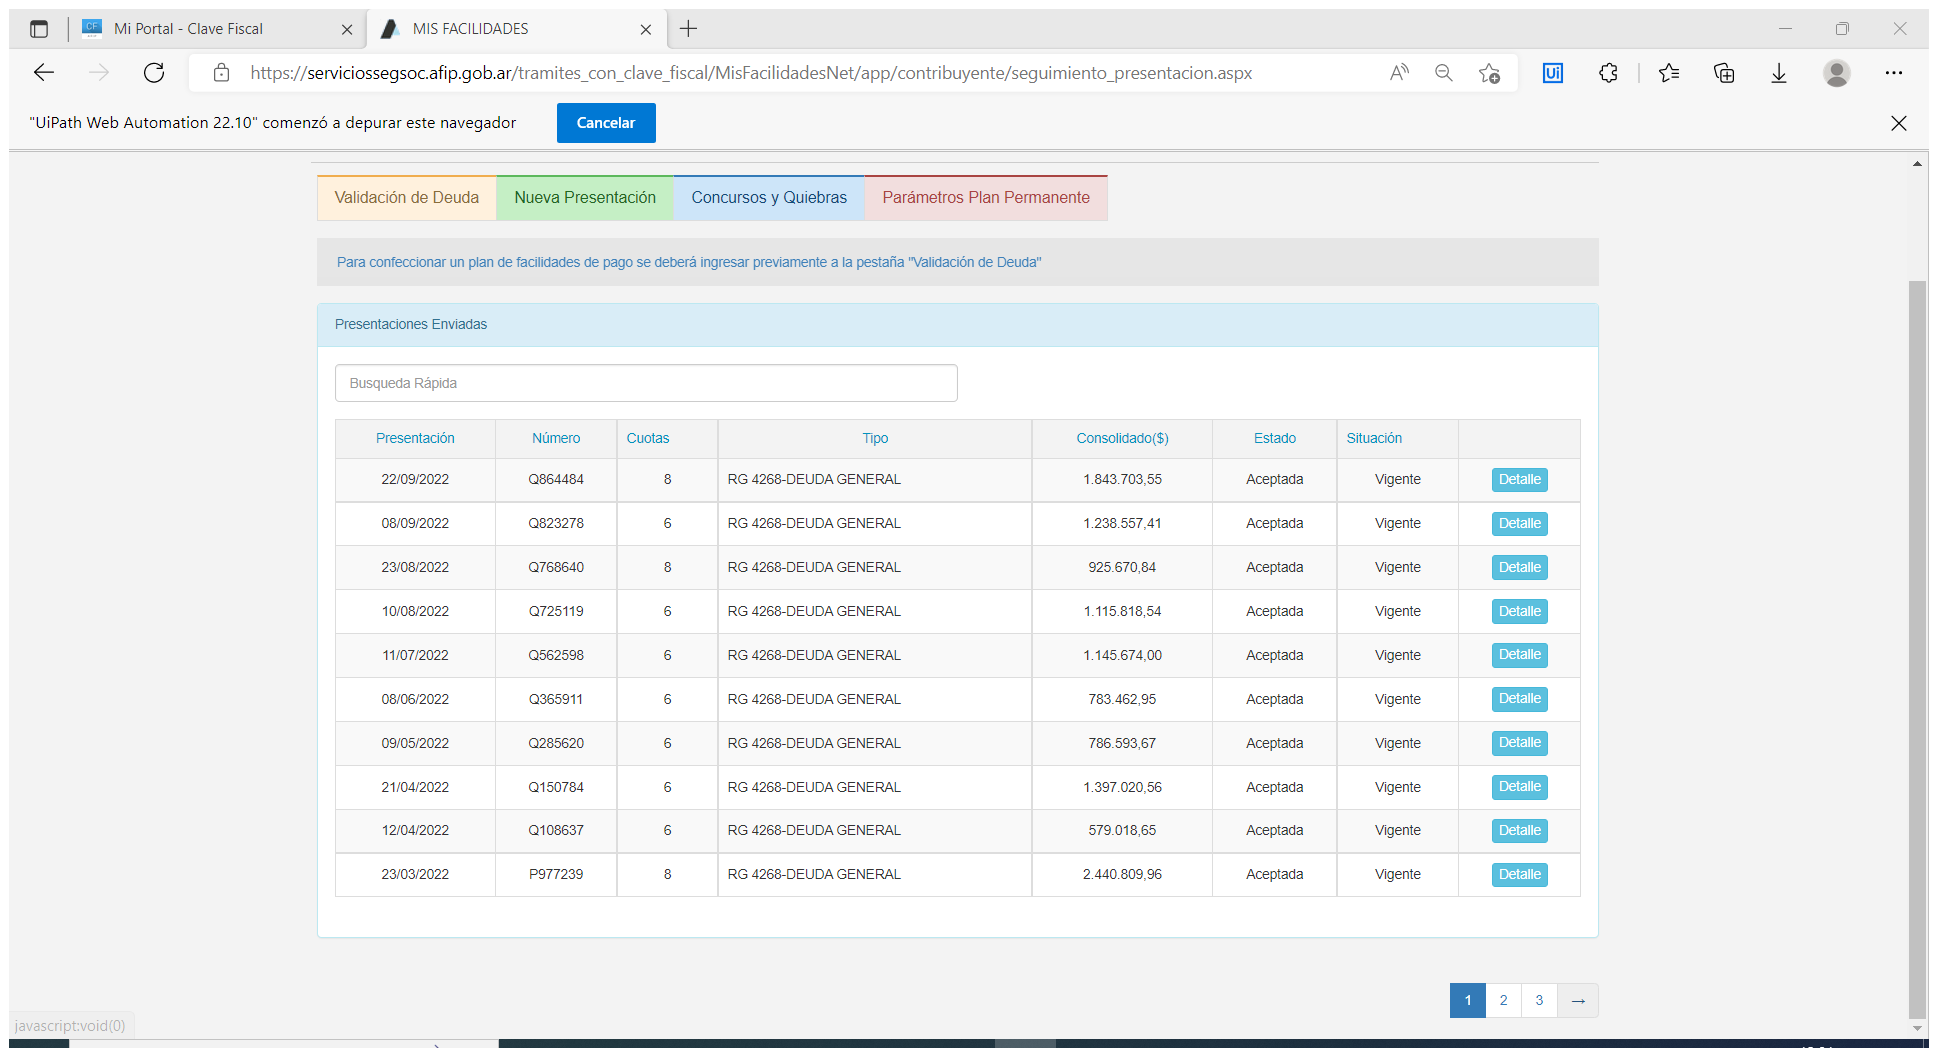 CF Mi Portal - Clave Fiscal MIS FACILIDADES
https://serviciossegsoc.afip.gob.ar/tramites_con_clave_fiscal/MisFacilidadesNet/app/contribuyente/seguimiento_presentacion.aspx A Ui
"UiPath Web Automation 22.10" comenzó a depurar este navegador Cancelar
Validación de Deuda Nueva Presentación Concursos y Quiebras Parámetros Plan Permanente
Para confeccionar un plan de facilidades de pago se deberá ingresar previamente a la pestaña "Validación de Deuda"
Presentaciones Enviadas
Busqueda Rápida
Presentación Número Cuotas Tipo Consolidado($) Estado Situación
22/09/2022 Q864484 8 RG 4268-DEUDA GENERAL 1.843.703,55 Aceptada Vigente Detalle
08/09/2022 Q823278 6 RG 4268-DEUDA GENERAL 1.238.557,41 Aceptada Vigente Detalle
23/08/2022 Q768640 8 RG 4268-DEUDA GENERAL 925.670,84 Aceptada Vigente Detalle
10/08/2022 Q725119 6 RG 4268-DEUDA GENERAL 1.115.818,54 Aceptada Vigente Detalle
11/07/2022 Q562598 6 RG 4268-DEUDA GENERAL 1.145.674,00 Aceptada Vigente Detalle
08/06/2022 Q365911 6 RG 4268-DEUDA GENERAL 783.462,95 Aceptada Vigente Detalle
09/05/2022 Q285620 6 RG 4268-DEUDA GENERAL 786.593,67 Aceptada Vigente Detalle
21/04/2022 Q150784 6 RG 4268-DEUDA GENERAL 1.397.020,56 Aceptada Vigente Detalle
12/04/2022 Q108637 6 RG 4268-DEUDA GENERAL 579.018,65 Aceptada Vigente Detalle
23/03/2022 P977239 8 RG 4268-DEUDA GENERAL 2.440.809,96 Aceptada Vigente Detalle
1 2 3 →
javascript:void(0)